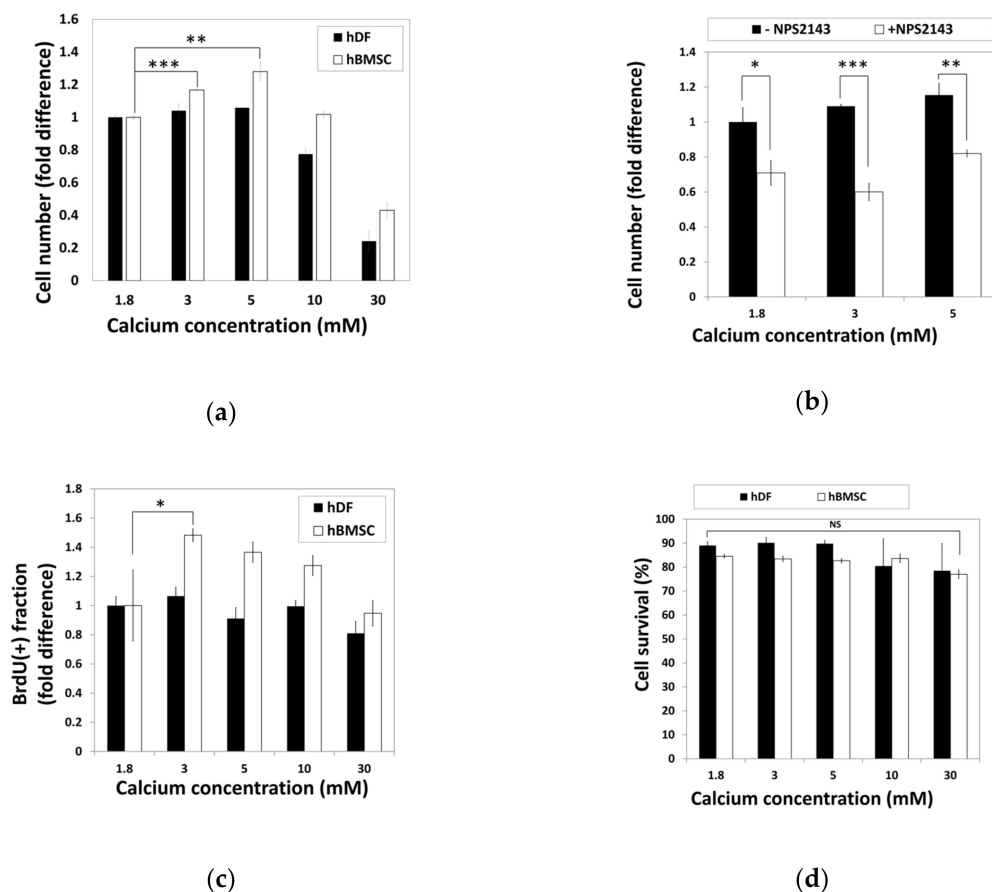 1.6
1.4
1.2
1
0.8
0.6
0.4
0.2
0
Cell number (fold difference)
**
***
hDF
hBMSC
1.8 3 5 10 30
Calcium concentration (mM)
(a)
- NPS2143 +NPS2143
1.4
1.2
1
0.8
0.6
0.4
0.2
0
Cell number (fold difference)
* *** **
1.8 3 5
Calcium concentration (mM)
(b)
1.8
1.6
1.4
1.2
1
0.8
0.6
0.4
0.2
0
BrdU(+) fraction
(fold difference)
*
hDF
hBMSC
1.8 3 5 10 30
Calcium concentration (mM)
(c)
hDF hBMSC
100
90
80
70
60
50
40
30
20
10
0
Cell survival (%)
NS
1.8 3 5 10 30
Calcium concentration (mM)
(d)